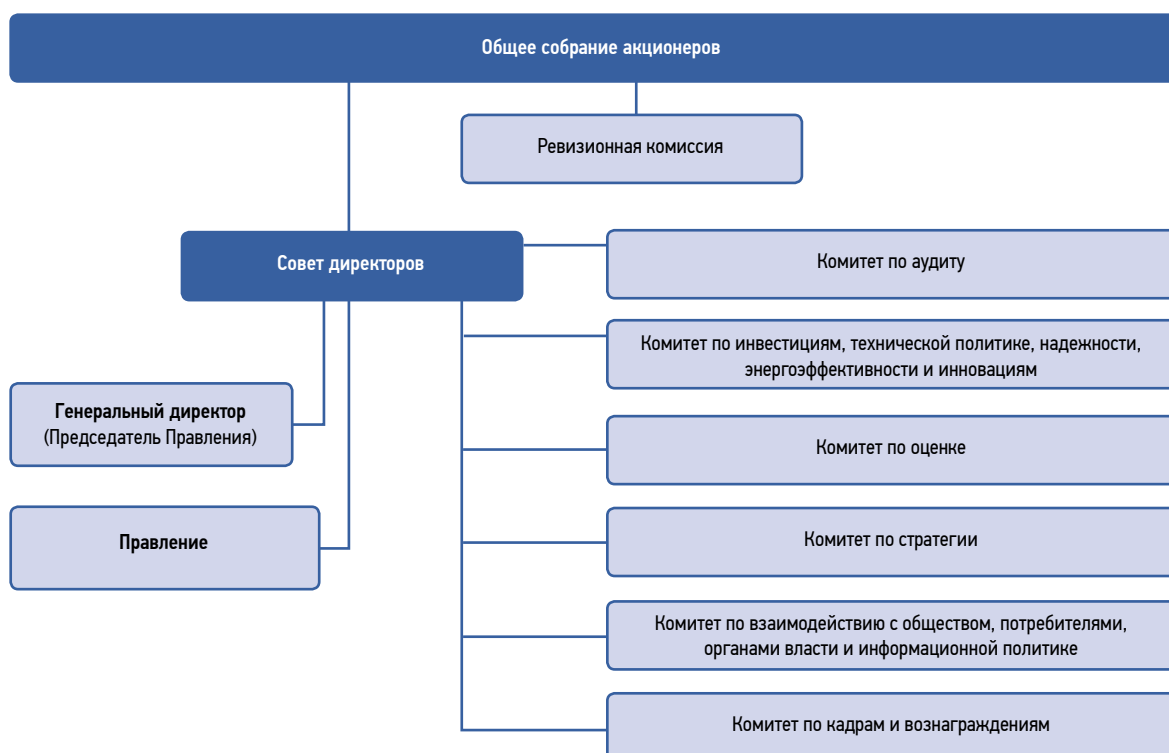 Общее собрание акционеров
Ревизионная комиссия
Совет директоров
Комитет по аудиту
Комитет по инвестициям, технической политике, надежности,
энергоэффективности и инновациям
Генеральный директор
(Председатель Правления)
Комитет по оценке
Правление
Комитет по стратегии
Комитет по взаимодействию с обществом, потребителями,
органами власти и информационной политике
Комитет по кадрам и вознаграждениям